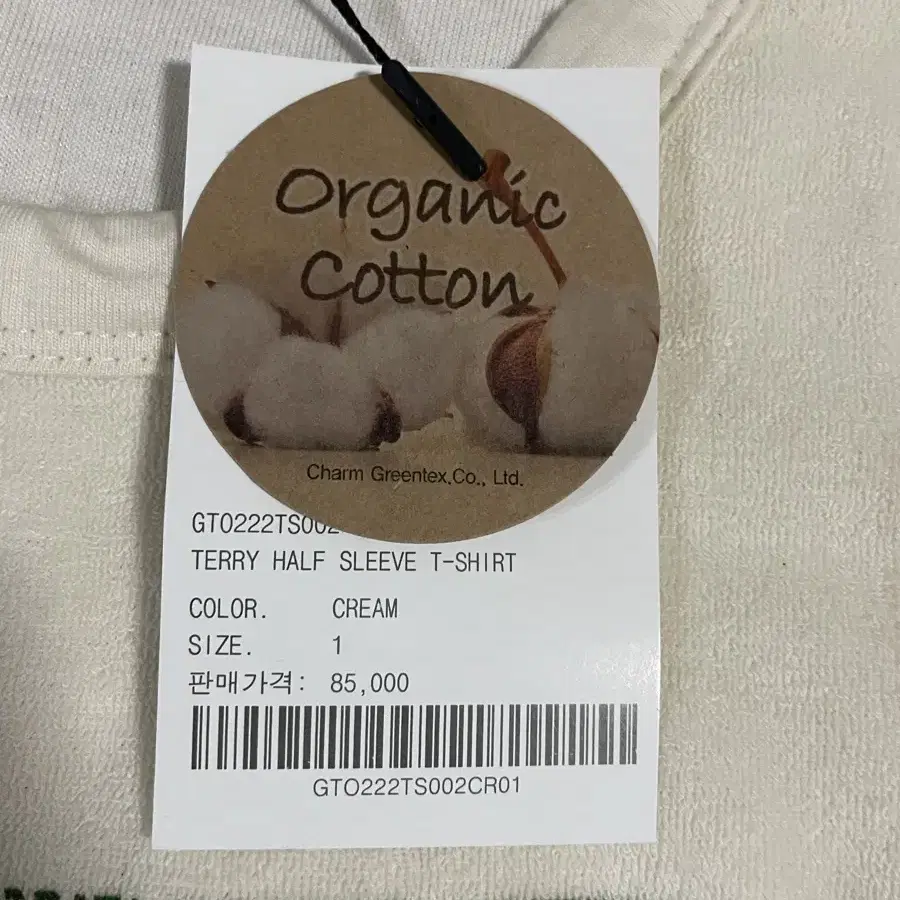 Organic
Cotton
Charm Greentex.Co., Ltd.
GTO222TS002
TERRY HALF SLEEVE T-SHIRT
COLOR. CREAM
SIZE. 1
판매가격: 85,000
GTO222TS002CR01